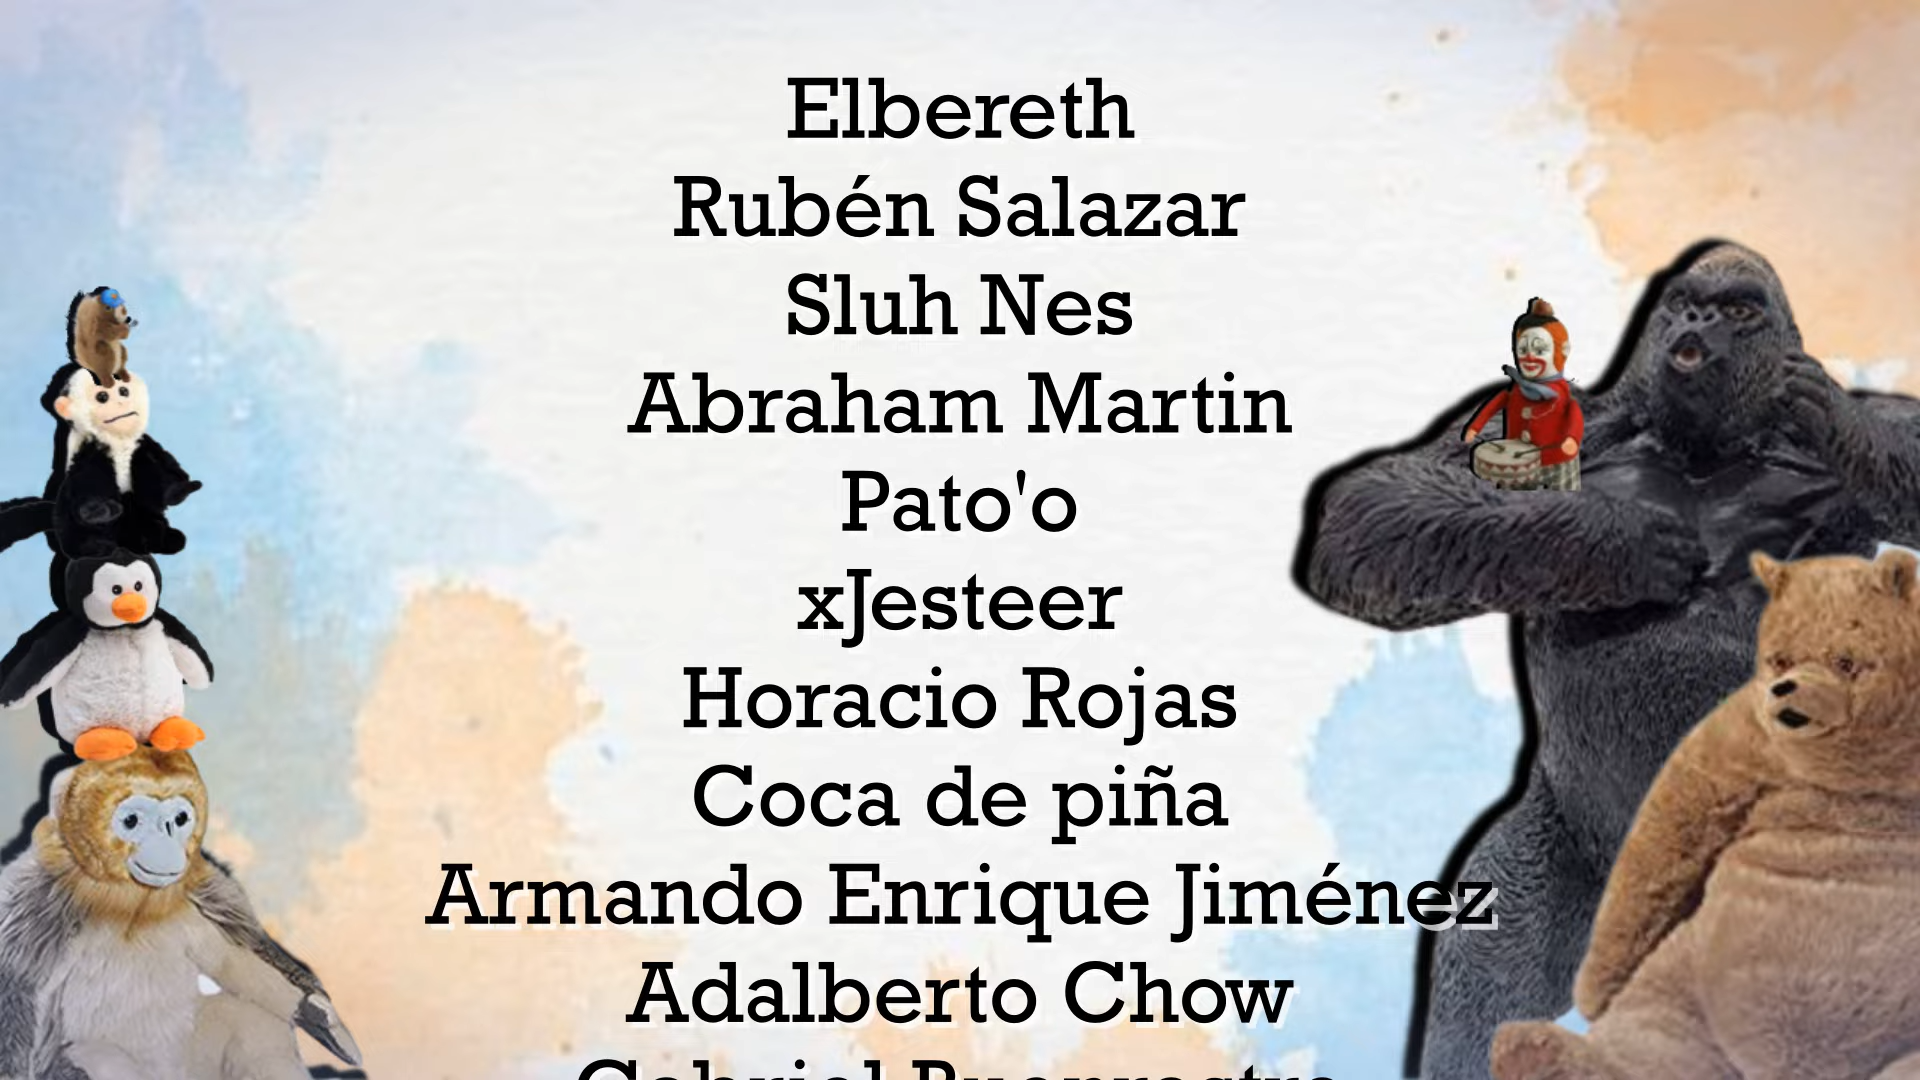 Elbereth
Rubén Salazar
Sluh Nes
Abraham Martin
Pato'o
xJesteer
Horacio Rojas
Coca de piña
Armando Enrique Jiménez
Adalberto Chow
Gabriel